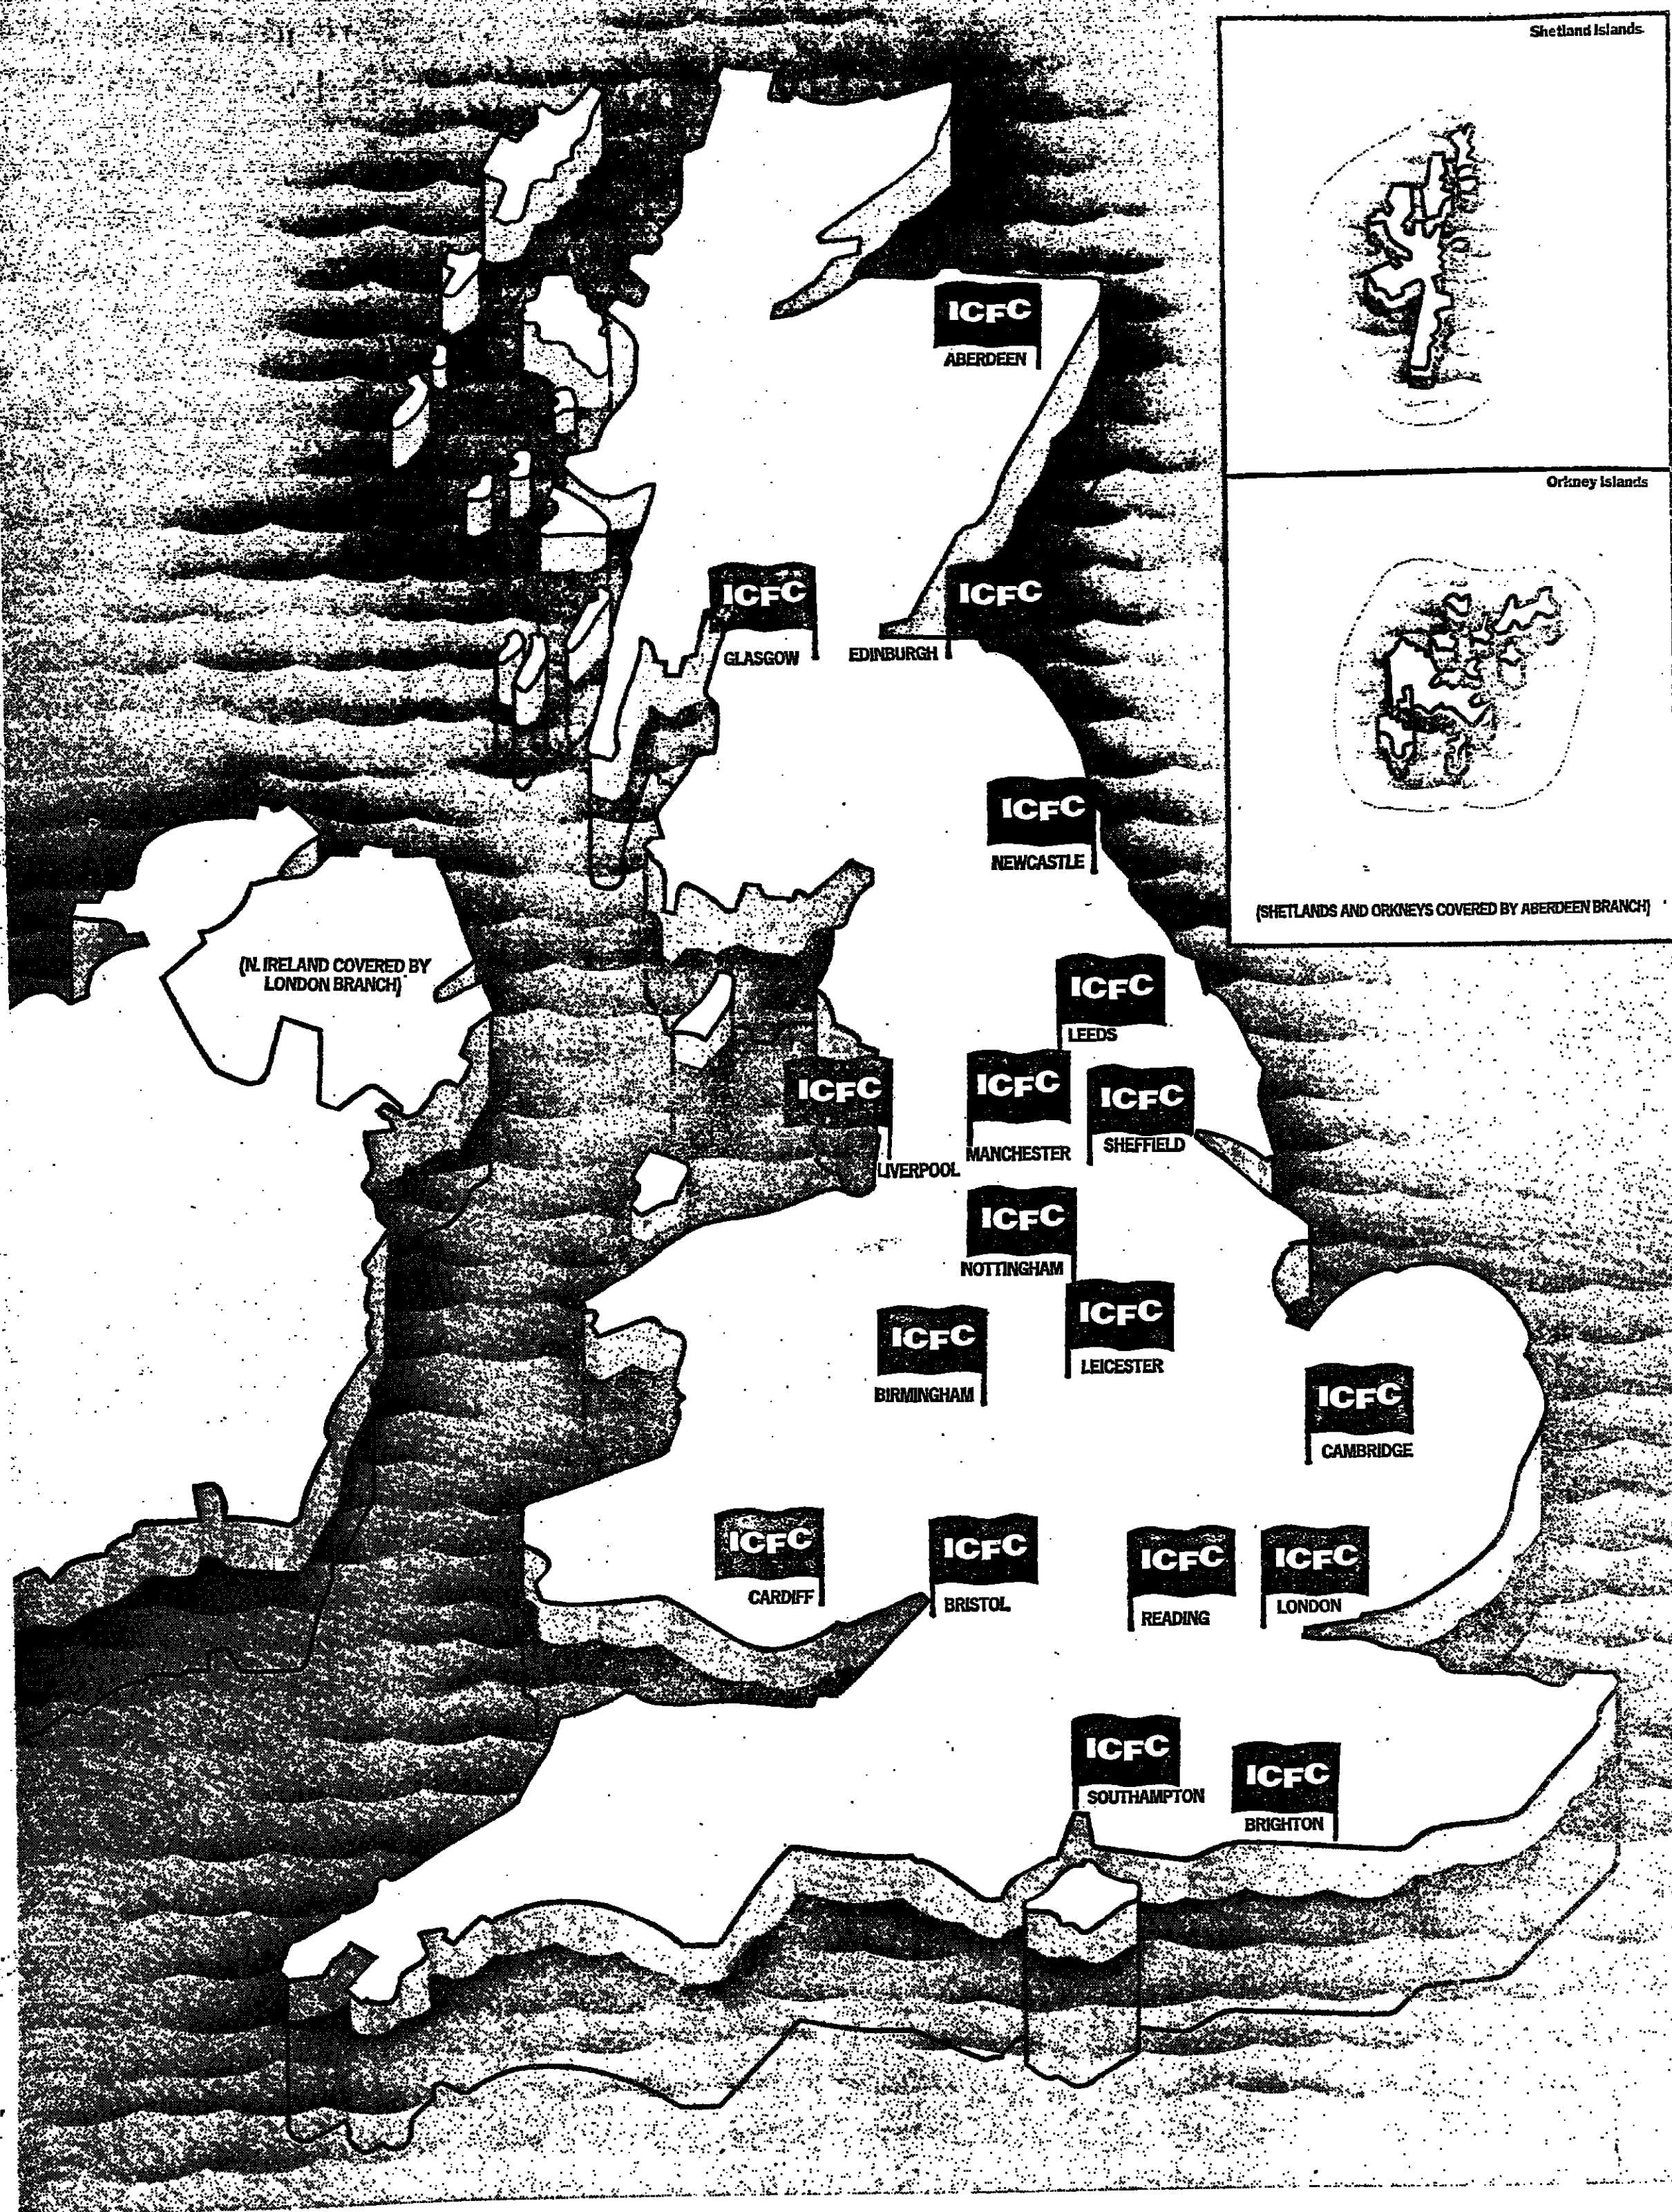 Shetland Islands
ICFC
ABERDEEN
Orkney Islands
ICFC
GLASGOW
ICFC
EDINBURGH
ICFC
NEWCASTLE
(SHETLANDS AND ORKNEYS COVERED BY ABERDEEN BRANCH)
(N. IRELAND COVERED BY
LONDON BRANCH)
ICFC
LEEDS
ICFC
LIVERPOOL
ICFC
MANCHESTER
ICFC
SHEFFIELD
ICFC
NOTTINGHAM
ICFC
LEICESTER
ICFC
BIRMINGHAM
ICFC
CAMBRIDGE
ICFC
CARDIFF
ICFC
BRISTOL
ICFC
READING
ICFC
LONDON
ICFC
SOUTHAMPTON
ICFC
BRIGHTON